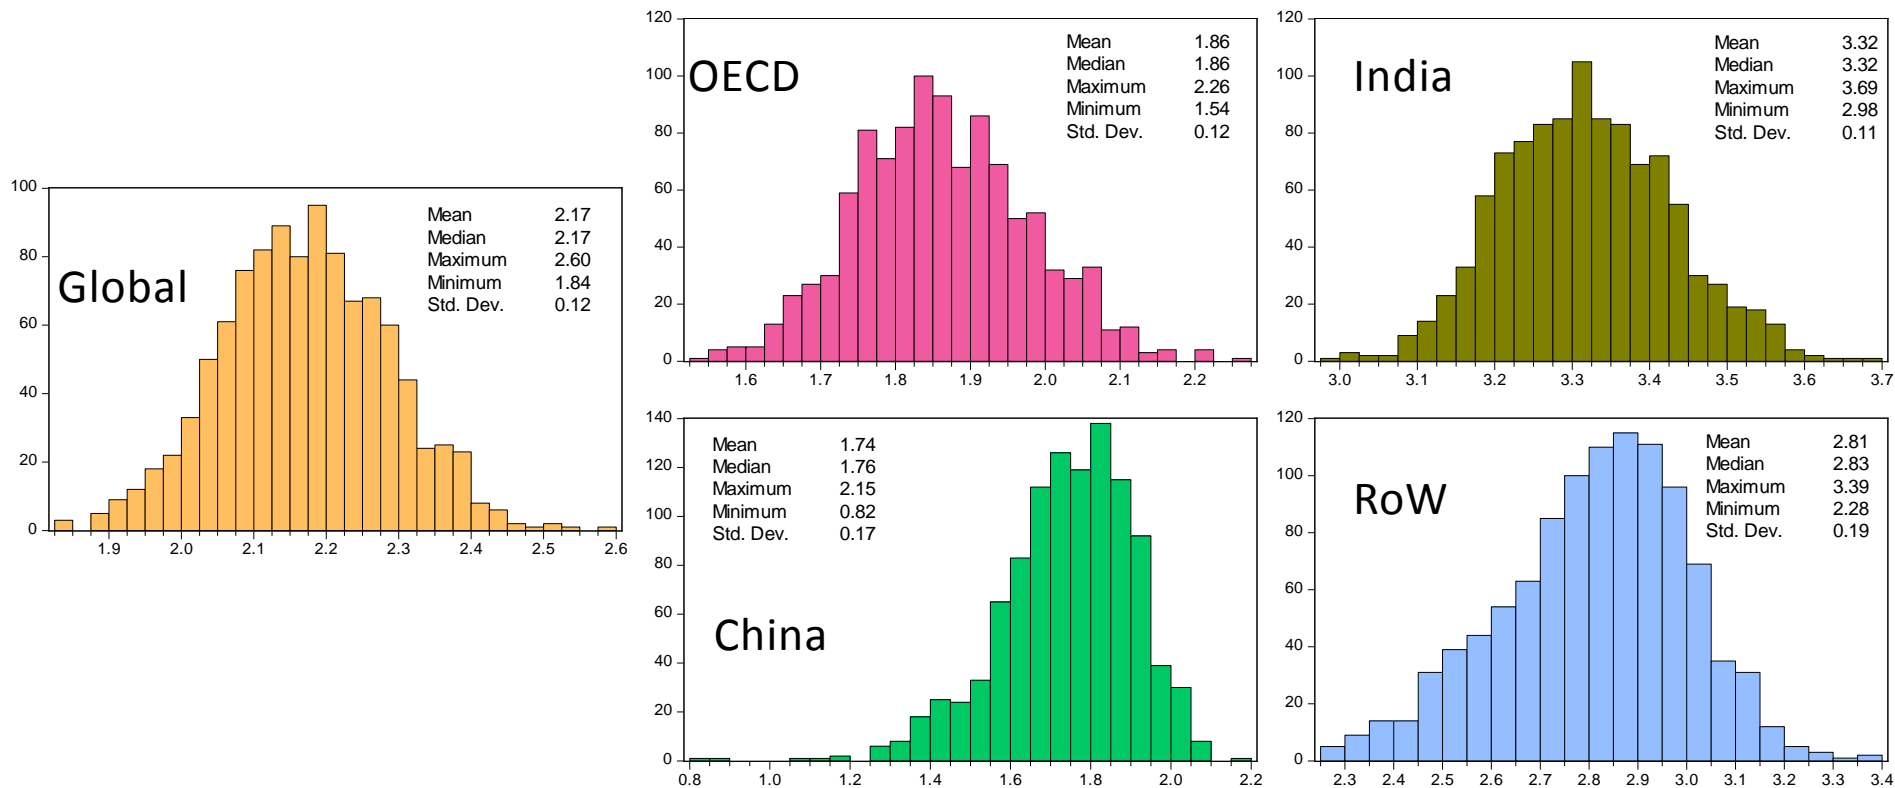 Global
Mean 2.17
Median 2.17
Maximum 2.60
Minimum 1.84
Std. Dev. 0.12
100
80
60
40
20
0
1.9 2.0 2.1 2.2 2.3 2.4 2.5 2.6
OECD
Mean 1.86
Median 1.86
Maximum 2.26
Minimum 1.54
Std. Dev. 0.12
120
100
80
60
40
20
0
1.6 1.7 1.8 1.9 2.0 2.1 2.2
India
Mean 3.32
Median 3.32
Maximum 3.69
Minimum 2.98
Std. Dev. 0.11
120
100
80
60
40
20
0
3.0 3.1 3.2 3.3 3.4 3.5 3.6 3.7
China
Mean 1.74
Median 1.76
Maximum 2.15
Minimum 0.82
Std. Dev. 0.17
140
120
100
80
60
40
20
0
0.8 1.0 1.2 1.4 1.6 1.8 2.0 2.2
RoW
Mean 2.81
Median 2.83
Maximum 3.39
Minimum 2.28
Std. Dev. 0.19
120
100
80
60
40
20
0
2.3 2.4 2.5 2.6 2.7 2.8 2.9 3.0 3.1 3.2 3.3 3.4